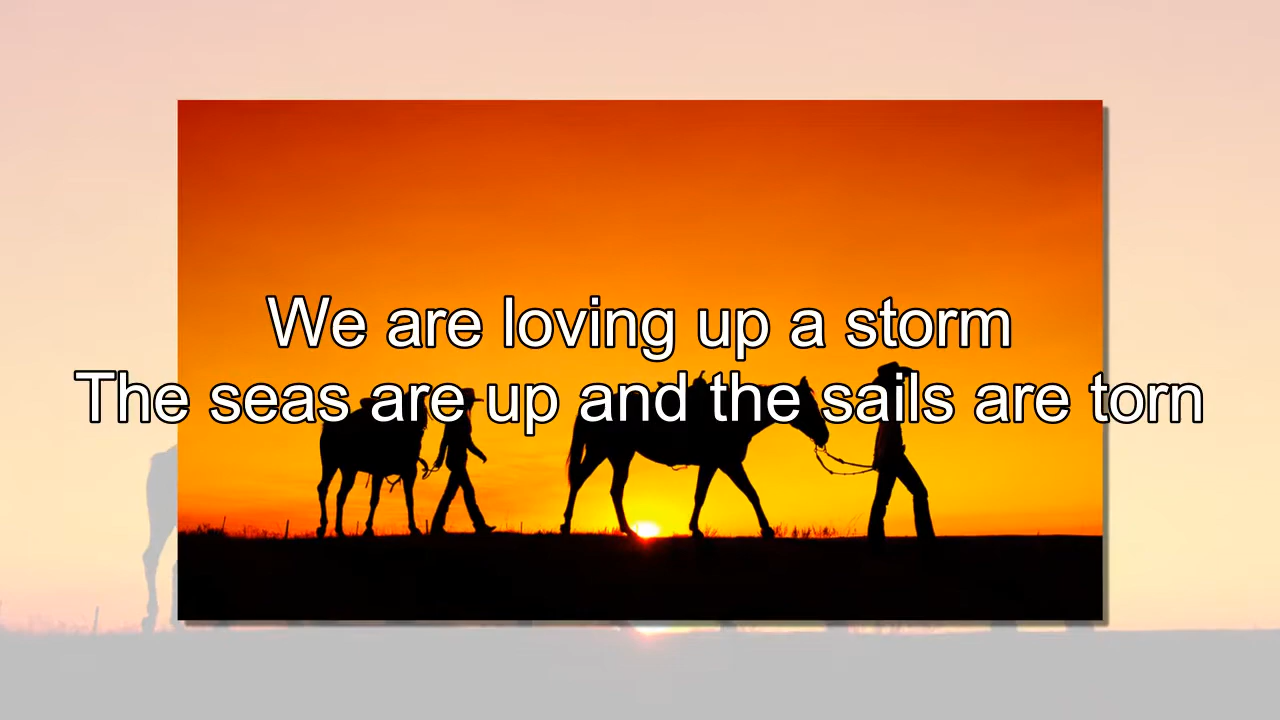 We are loving up a storm
The seas are up and the sails are torn